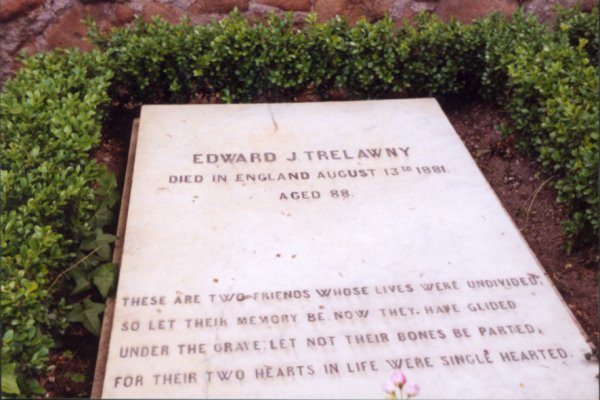 EDWARD J. TRELAWNY
DIED IN ENGLAND AUGUST 13TH 1881.
AGED 88.
THESE ARE TWO FRIENDS WHOSE LIVES WERE UNDIVIDED;
SO LET THEIR MEMORY BE. NOW THEY HAVE GLIDED
UNDER THE GRAVE: LET NOT THEIR BONES BE PARTED,
FOR THEIR TWO HEARTS IN LIFE WERE SINGLE HEARTED.